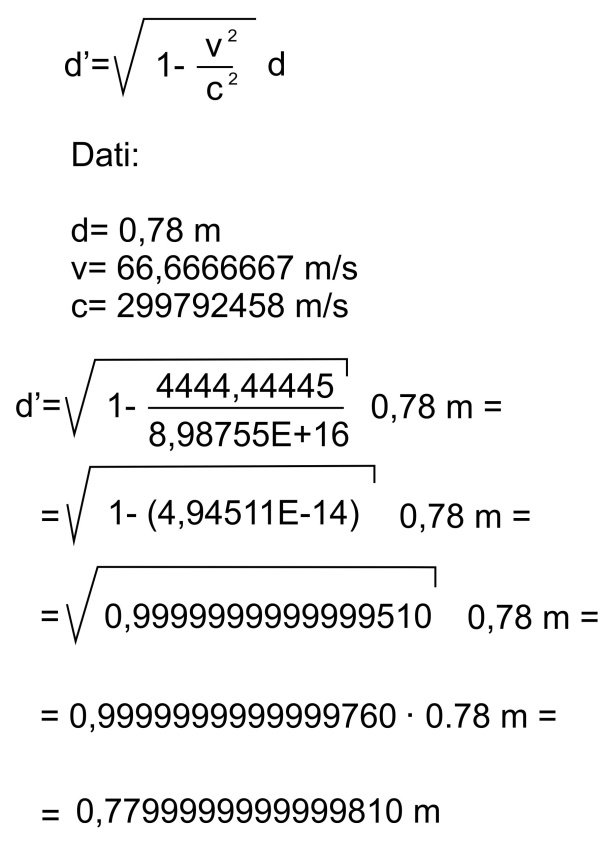 d'=√1- v²/c² d
Dati:
d= 0,78 m
v= 66,6666667 m/s
c= 299792458 m/s
d'=√1- 4444,44445/8,98755E+16 0,78 m =
=√1- (4,94511E-14) 0,78 m =
=√0,9999999999999510 0,78 m =
= 0,9999999999999760 · 0.78 m =
= 0,7799999999999810 m